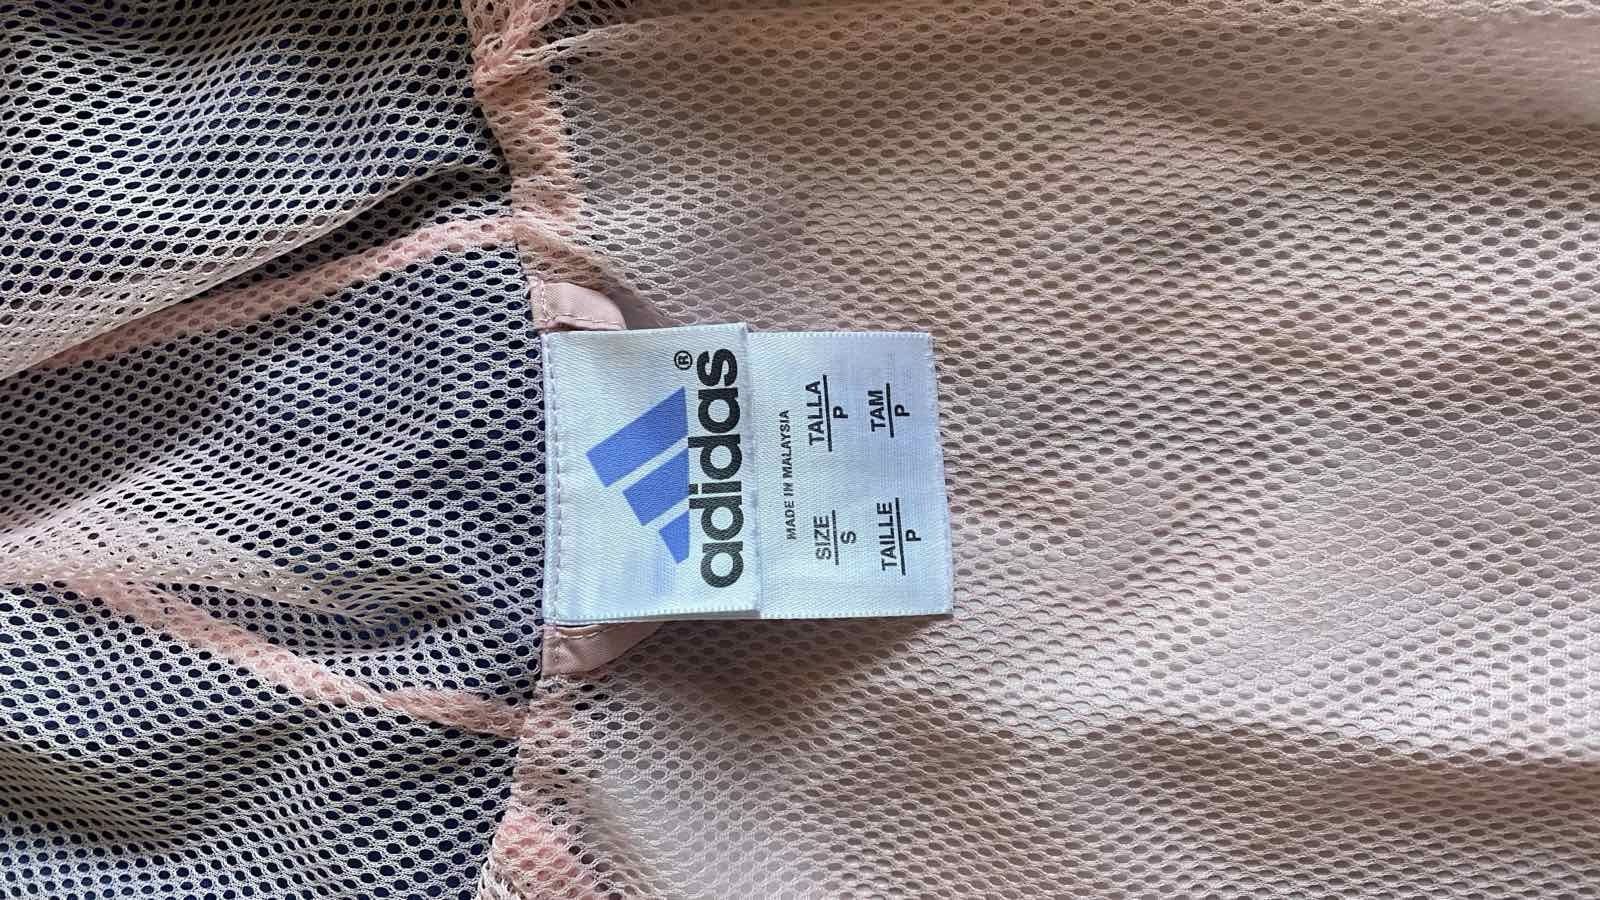 adidas®
MADE IN MALAYSIA
SIZE TALLA
S P
TAILLE TAM
P P